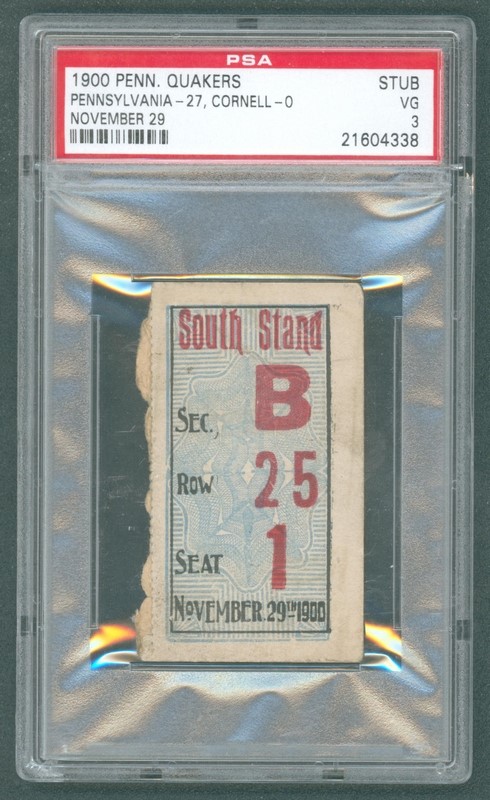 PSA
1900 PENN. QUAKERS STUB
PENNSYLVANIA-27, CORNELL-0 VG
NOVEMBER 29 3
21604338
South Stand
SEC., B
ROW 25
SEAT 1
NOVEMBER.29TH-1900